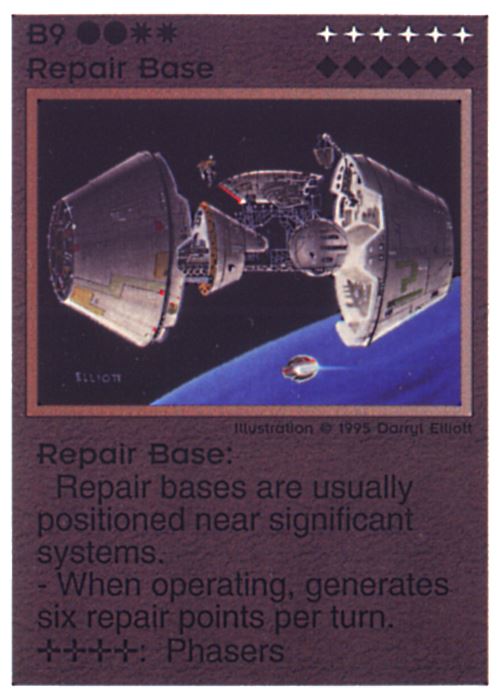 B9 ●●✷✷ ✦✦✦✦✦✦
Repair Base ◆◆◆◆◆◆
ELLIOTT
Illustration © 1995 Darryl Elliott
Repair Base:
Repair bases are usually
positioned near significant
systems.
- When operating, generates
six repair points per turn.
✢✢✢✢: Phasers